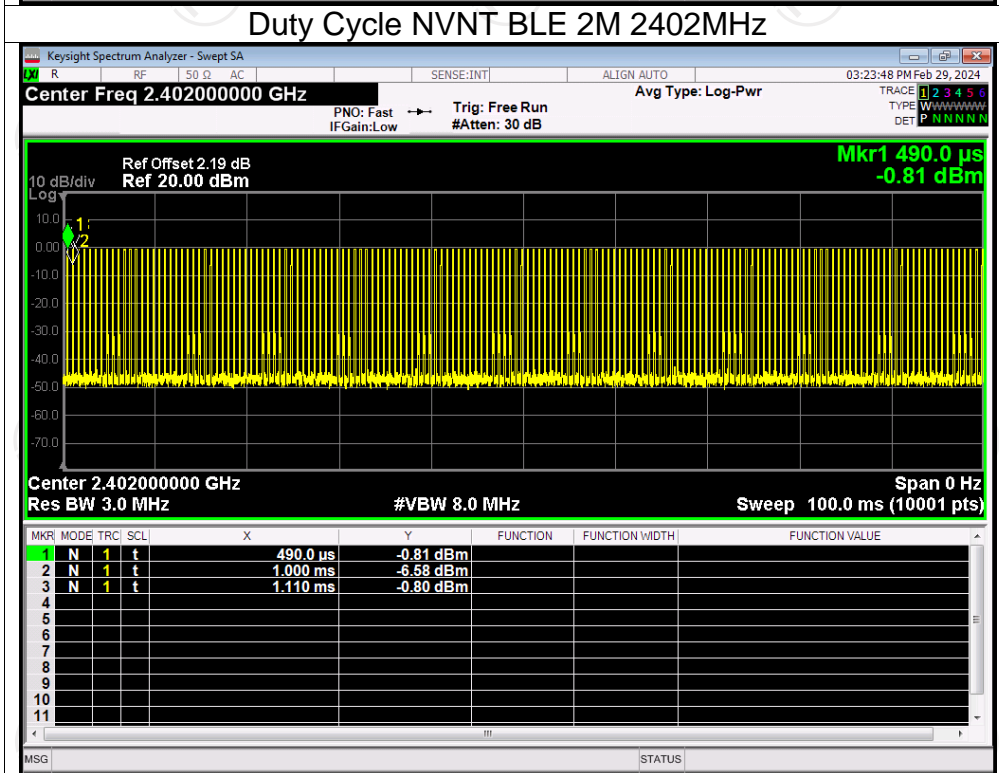 Duty Cycle NVNT BLE 2M 2402MHz
Keysight Spectrum Analyzer - Swept SA
LXI R RF 50 Ω AC SENSE:INT ALIGN AUTO 03:23:48 PM Feb 29, 2024
Center Freq 2.402000000 GHz Avg Type: Log-Pwr TRACE 1 2 3 4 5 6
PNO: Fast Trig: Free Run TYPE WWWWWW
IFGain:Low #Atten: 30 dB DET P N N N N N
Mkr1 490.0 µs
Ref Offset 2.19 dB
10 dB/div Ref 20.00 dBm -0.81 dBm
Log
10.0
1
0.00 2
-10.0
-20.0
-30.0
-40.0
-50.0
-60.0
-70.0
Center 2.402000000 GHz Span 0 Hz
Res BW 3.0 MHz #VBW 8.0 MHz Sweep 100.0 ms (10001 pts)
MKR MODE TRC SCL X Y FUNCTION FUNCTION WIDTH FUNCTION VALUE
1 N 1 t 490.0 µs -0.81 dBm
2 N 1 t 1.000 ms -6.58 dBm
3 N 1 t 1.110 ms -0.80 dBm
4
5
6
7
8
9
10
11
MSG STATUS